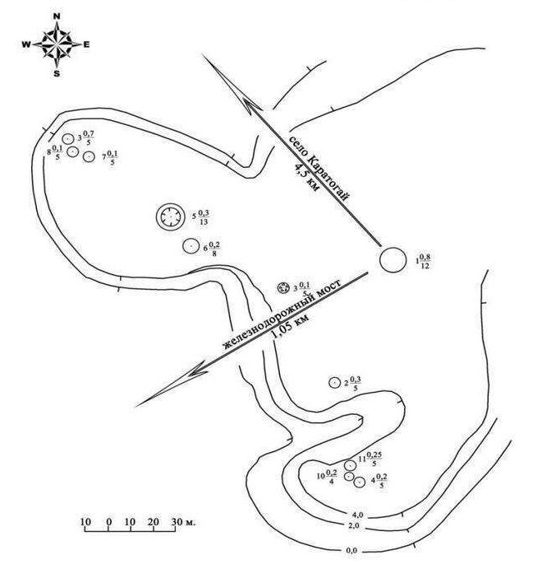 N
W E
S
село Каратогай
4,5 км
3 0,7/5
8 0,1/5
7 0,1/5
5 0,3/13
6 0,2/8
1 0,8/12
3 0,1/5
железнодорожный мост
1,05 км
2 0,3/5
11 0,25/5
10 0,2/4
4 0,2/5
4,0
2,0
0,0
10 0 10 20 30 м.